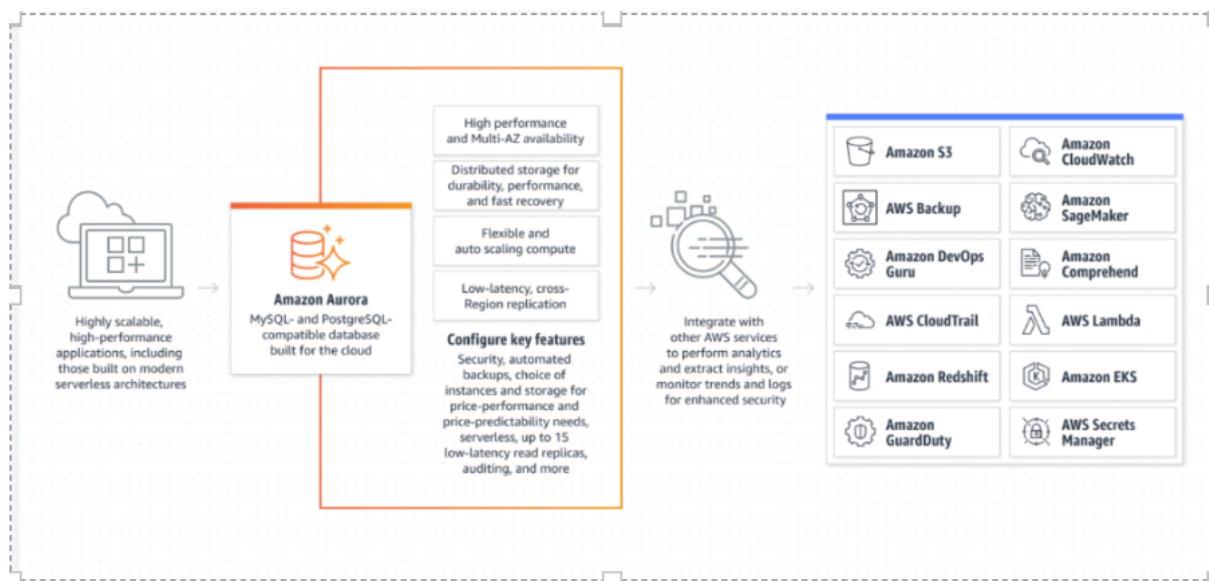 Highly scalable,
high-performance
applications, including
those built on modern
serverless architectures
Amazon Aurora
MySQL- and PostgreSQL-
compatible database
built for the cloud
High performance
and Multi-AZ availability
Distributed storage for
durability, performance,
and fast recovery
Flexible and
auto scaling compute
Low-latency, cross-
Region replication
Configure key features
Security, automated
backups, choice of
instances and storage for
price-performance and
price-predictability needs,
serverless, up to 15
low-latency read replicas,
auditing, and more
Integrate with
other AWS services
to perform analytics
and extract insights, or
monitor trends and logs
for enhanced security
Amazon S3
Amazon
CloudWatch
AWS Backup
Amazon
SageMaker
Amazon DevOps
Guru
Amazon
Comprehend
AWS CloudTrail
AWS Lambda
Amazon Redshift
Amazon EKS
Amazon
GuardDuty
AWS Secrets
Manager